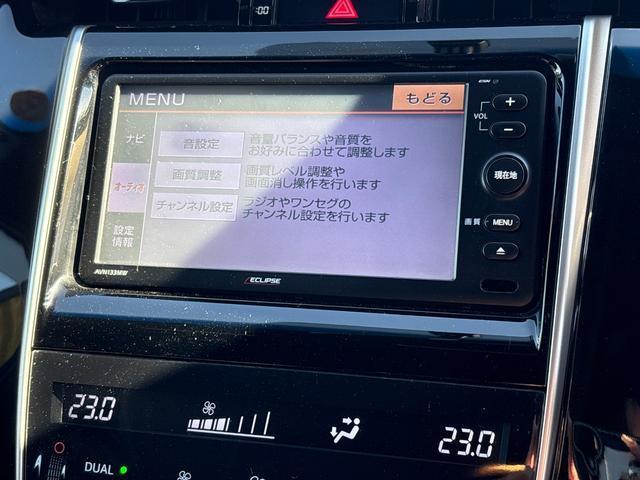 :00
MENU
もどる
ナビ
オーディオ
設定
情報
音設定
音量バランスや音質を
お好みに合わせて調整します
画質調整
画質レベル調整や
画面消し操作を行います
チャンネル設定
ラジオやワンセグの
チャンネル設定を行います
+
VOL
−
現在地
画質
MENU
AVN133MW
ECLIPSE
23.0
23.0
DUAL